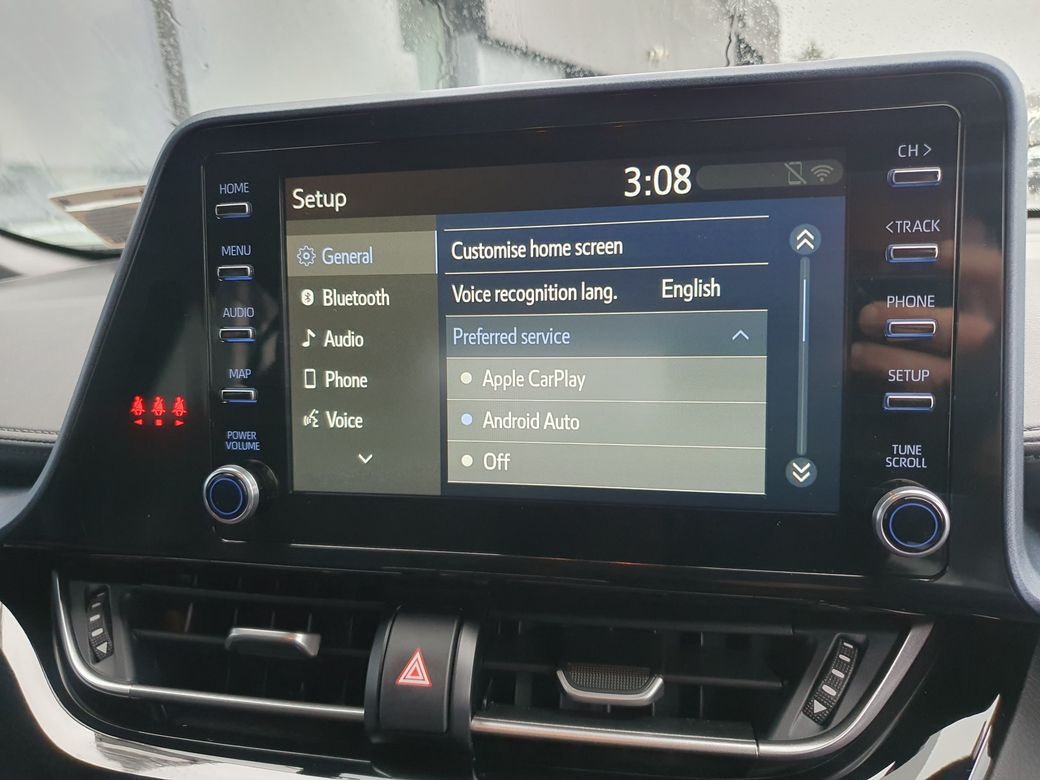 HOME
MENU
AUDIO
MAP
POWER
VOLUME
Setup
3:08
General
Bluetooth
Audio
Phone
Voice
Customise home screen
Voice recognition lang. English
Preferred service
Apple CarPlay
Android Auto
Off
CH >
< TRACK
PHONE
SETUP
TUNE
SCROLL